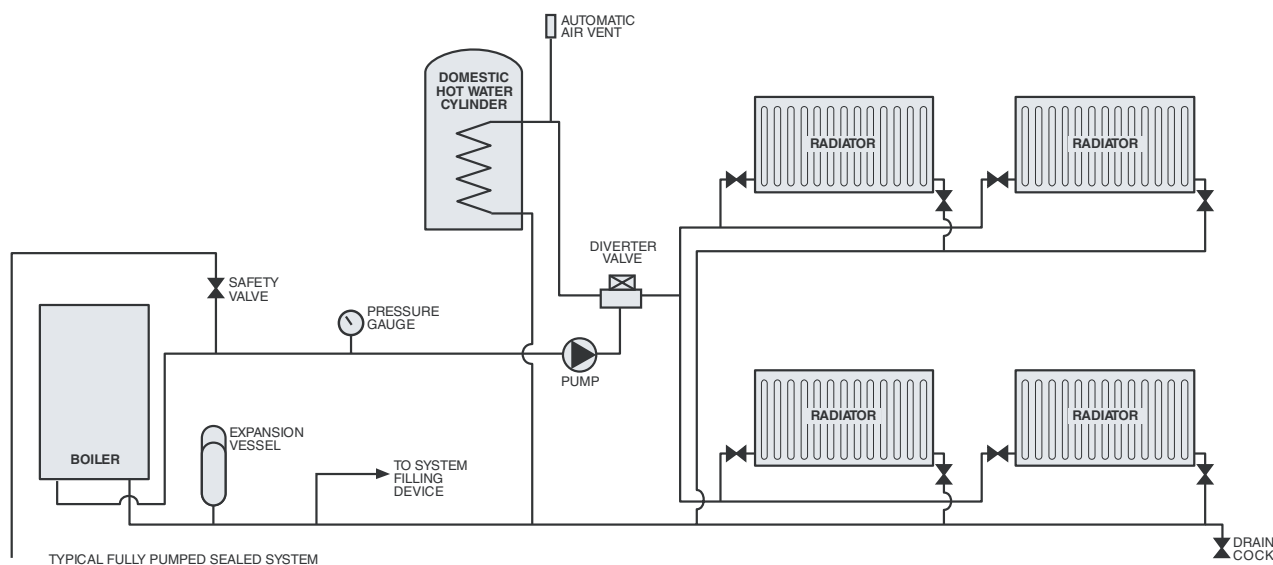 AUTOMATIC
AIR VENT
DOMESTIC
HOT WATER
CYLINDER
RADIATOR
RADIATOR
DIVERTER
VALVE
SAFETY
VALVE
PRESSURE
GAUGE
PUMP
RADIATOR
RADIATOR
EXPANSION
VESSEL
BOILER
TO SYSTEM
FILLING
DEVICE
DRAIN
COCK
TYPICAL FULLY PUMPED SEALED SYSTEM